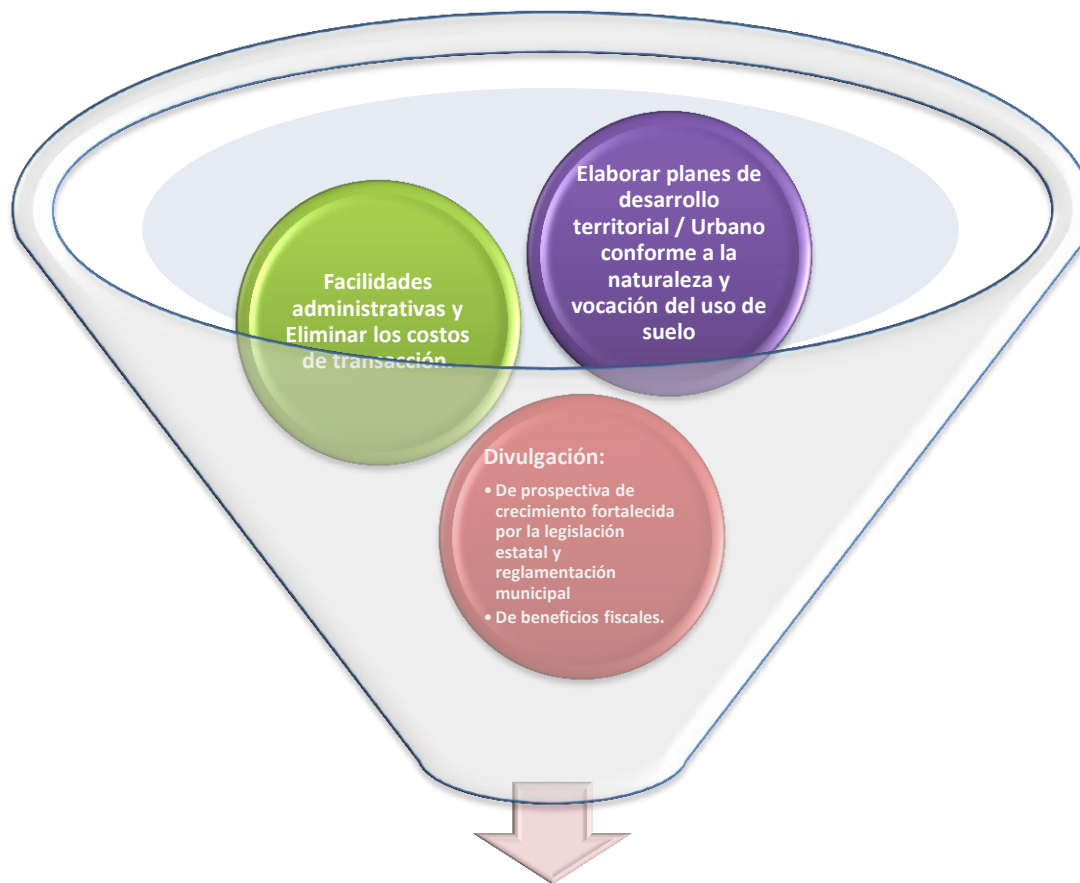 Elaborar planes de
desarrollo
territorial / Urbano
conforme a la
naturaleza y
vocación del uso de
suelo
Facilidades
administrativas y
Eliminar los costos
de transacción.
Divulgación:
• De prospectiva de
crecimiento fortalecida
por la legislación
estatal y
reglamentación
municipal
• De beneficios fiscales.